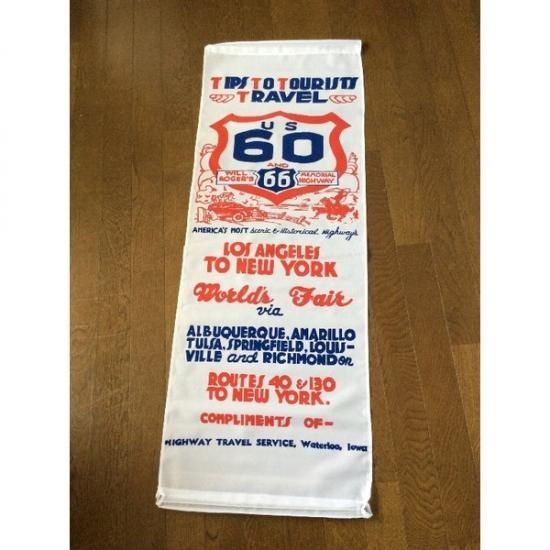 TIPS TO TOURISTS
TRAVEL
US
60
AND
WILL ROGER'S
66
MEMORIAL HIGHWAY
AMERICA'S MOST Scenic & Historical Highways
LOS ANGELES
TO NEW YORK
World's Fair
via
ALBUQUERQUE, AMARILLO
TULSA, SPRINGFIELD, LOUIS-
VILLE and RICHMOND on
ROUTES 40 & 130
TO NEW YORK.
COMPLIMENTS OF-
HIGHWAY TRAVEL SERVICE, Waterloo, Iowa